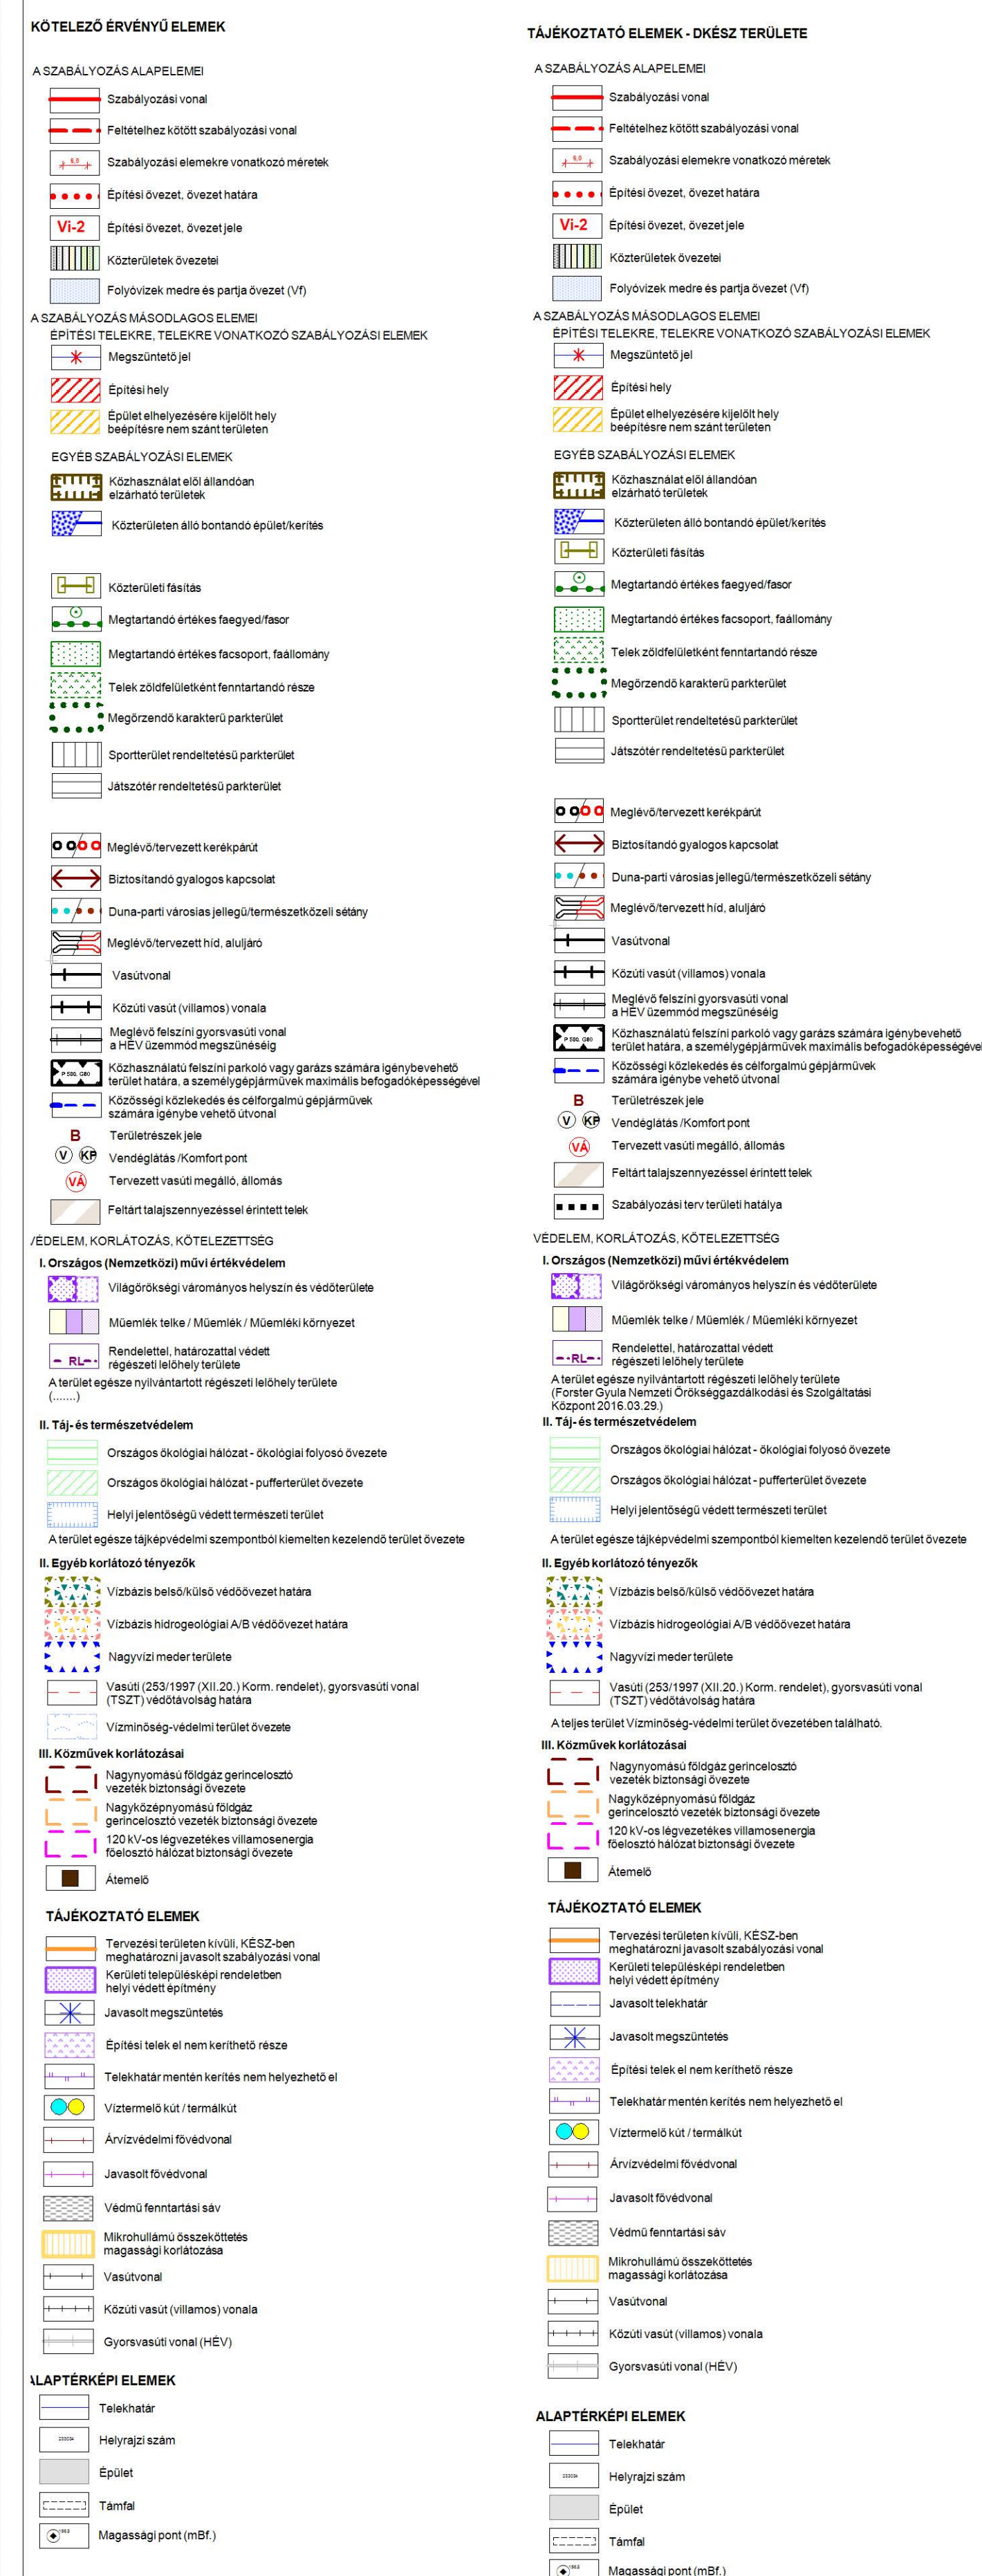 KÖTELEZŐ ÉRVÉNYŰ ELEMEK
A SZABÁLYOZÁS ALAPELEMEI
Szabályozási vonal
Feltételhez kötött szabályozási vonal
6,0
Szabályozási elemekre vonatkozó méretek
Építési övezet, övezet határa
Vi-2
Építési övezet, övezet jele
Közterületek övezetei
Folyóvizek medre és partja övezet (Vf)
A SZABÁLYOZÁS MÁSODLAGOS ELEMEI
ÉPÍTÉSI TELEKRE, TELEKRE VONATKOZÓ SZABÁLYOZÁSI ELEMEK
Megszüntető jel
Építési hely
Épület elhelyezésére kijelölt hely
beépítésre nem szánt területen
EGYÉB SZABÁLYOZÁSI ELEMEK
Közhasználat elől állandóan
elzárható területek
Közterületen álló bontandó épület/kerítés
Közterületi fásítás
Megtartandó értékes faegyed/fasor
Megtartandó értékes facsoport, faállomány
Telek zöldfelületként fenntartandó része
Megőrzendő karakterű parkterület
Sportterület rendeltetésű parkterület
Játszótér rendeltetésű parkterület
Meglévő/tervezett kerékpárút
Biztosítandó gyalogos kapcsolat
Duna-parti városias jellegű/természetközeli sétány
Meglévő/tervezett híd, aluljáró
Vasútvonal
Közúti vasút (villamos) vonala
Meglévő felszíni gyorsvasúti vonal
a HÉV üzemmód megszűnéséig
P 500, G80
Közhasználatú felszíni parkoló vagy garázs számára igénybevehető
terület határa, a személygépjárművek maximális befogadóképességével
Közösségi közlekedés és célforgalmú gépjárművek
számára igénybe vehető útvonal
B
Területrészek jele
V KP
Vendéglátás /Komfort pont
VÁ
Tervezett vasúti megálló, állomás
Feltárt talajszennyezéssel érintett telek
VÉDELEM, KORLÁTOZÁS, KÖTELEZETTSÉG
I. Országos (Nemzetközi) művi értékvédelem
Világörökségi várományos helyszín és védőterülete
Műemlék telke / Műemlék / Műemléki környezet
RL
Rendelettel, határozattal védett
régészeti lelőhely területe
A terület egésze nyilvántartott régészeti lelőhely területe
(.......)
II. Táj- és természetvédelem
Országos ökológiai hálózat - ökológiai folyosó övezete
Országos ökológiai hálózat - pufferterület övezete
Helyi jelentőségű védett természeti terület
A terület egésze tájképvédelmi szempontból kiemelten kezelendő terület övezete
II. Egyéb korlátozó tényezők
Vízbázis belső/külső védőövezet határa
Vízbázis hidrogeológiai A/B védőövezet határa
Nagyvízi meder területe
Vasúti (253/1997 (XII.20.) Korm. rendelet), gyorsvasúti vonal
(TSZT) védőtávolság határa
Vízminőség-védelmi terület övezete
III. Közművek korlátozásai
Nagynyomású földgáz gerincelosztó
vezeték biztonsági övezete
Nagyközépnyomású földgáz
gerincelosztó vezeték biztonsági övezete
120 kV-os légvezetékes villamosenergia
főelosztó hálózat biztonsági övezete
Átemelő
TÁJÉKOZTATÓ ELEMEK
Tervezési területen kívüli, KÉSZ-ben
meghatározni javasolt szabályozási vonal
Kerületi településképi rendeletben
helyi védett építmény
Javasolt megszüntetés
Építési telek el nem keríthető része
Telekhatár mentén kerítés nem helyezhető el
Víztermelő kút / termálkút
Árvízvédelmi fővédvonal
Javasolt fővédvonal
Védmű fenntartási sáv
Mikrohullámú összeköttetés
magassági korlátozása
Vasútvonal
Közúti vasút (villamos) vonala
Gyorsvasúti vonal (HÉV)
ALAPTÉRKÉPI ELEMEK
Telekhatár
Helyrajzi szám
Épület
Támfal
Magassági pont (mBf.)
TÁJÉKOZTATÓ ELEMEK - DKÉSZ TERÜLETE
A SZABÁLYOZÁS ALAPELEMEI
Szabályozási vonal
Feltételhez kötött szabályozási vonal
6,0
Szabályozási elemekre vonatkozó méretek
Építési övezet, övezet határa
Vi-2
Építési övezet, övezet jele
Közterületek övezetei
Folyóvizek medre és partja övezet (Vf)
A SZABÁLYOZÁS MÁSODLAGOS ELEMEI
ÉPÍTÉSI TELEKRE, TELEKRE VONATKOZÓ SZABÁLYOZÁSI ELEMEK
Megszüntető jel
Építési hely
Épület elhelyezésére kijelölt hely
beépítésre nem szánt területen
EGYÉB SZABÁLYOZÁSI ELEMEK
Közhasználat elől állandóan
elzárható területek
Közterületen álló bontandó épület/kerítés
Közterületi fásítás
Megtartandó értékes faegyed/fasor
Megtartandó értékes facsoport, faállomány
Telek zöldfelületként fenntartandó része
Megőrzendő karakterű parkterület
Sportterület rendeltetésű parkterület
Játszótér rendeltetésű parkterület
Meglévő/tervezett kerékpárút
Biztosítandó gyalogos kapcsolat
Duna-parti városias jellegű/természetközeli sétány
Meglévő/tervezett híd, aluljáró
Vasútvonal
Közúti vasút (villamos) vonala
Meglévő felszíni gyorsvasúti vonal
a HÉV üzemmód megszűnéséig
P 500, G80
Közhasználatú felszíni parkoló vagy garázs számára igénybevehető
terület határa, a személygépjárművek maximális befogadóképességével
Közösségi közlekedés és célforgalmú gépjárművek
számára igénybe vehető útvonal
B
Területrészek jele
V KP
Vendéglátás /Komfort pont
VÁ
Tervezett vasúti megálló, állomás
Feltárt talajszennyezéssel érintett telek
Szabályozási terv területi hatálya
VÉDELEM, KORLÁTOZÁS, KÖTELEZETTSÉG
I. Országos (Nemzetközi) művi értékvédelem
Világörökségi várományos helyszín és védőterülete
Műemlék telke / Műemlék / Műemléki környezet
RL
Rendelettel, határozattal védett
régészeti lelőhely területe
A terület egésze nyilvántartott régészeti lelőhely területe
(Forster Gyula Nemzeti Örökséggazdálkodási és Szolgáltatási
Központ 2016.03.29.)
II. Táj- és természetvédelem
Országos ökológiai hálózat - ökológiai folyosó övezete
Országos ökológiai hálózat - pufferterület övezete
Helyi jelentőségű védett természeti terület
A terület egésze tájképvédelmi szempontból kiemelten kezelendő terület övezete
II. Egyéb korlátozó tényezők
Vízbázis belső/külső védőövezet határa
Vízbázis hidrogeológiai A/B védőövezet határa
Nagyvízi meder területe
Vasúti (253/1997 (XII.20.) Korm. rendelet), gyorsvasúti vonal
(TSZT) védőtávolság határa
A teljes terület Vízminőség-védelmi terület övezetében található.
III. Közművek korlátozásai
Nagynyomású földgáz gerincelosztó
vezeték biztonsági övezete
Nagyközépnyomású földgáz
gerincelosztó vezeték biztonsági övezete
120 kV-os légvezetékes villamosenergia
főelosztó hálózat biztonsági övezete
Átemelő
TÁJÉKOZTATÓ ELEMEK
Tervezési területen kívüli, KÉSZ-ben
meghatározni javasolt szabályozási vonal
Kerületi településképi rendeletben
helyi védett építmény
Javasolt telekhatár
Javasolt megszüntetés
Építési telek el nem keríthető része
Telekhatár mentén kerítés nem helyezhető el
Víztermelő kút / termálkút
Árvízvédelmi fővédvonal
Javasolt fővédvonal
Védmű fenntartási sáv
Mikrohullámú összeköttetés
magassági korlátozása
Vasútvonal
Közúti vasút (villamos) vonala
Gyorsvasúti vonal (HÉV)
ALAPTÉRKÉPI ELEMEK
Telekhatár
Helyrajzi szám
Épület
Támfal
Magassági pont (mBf.)